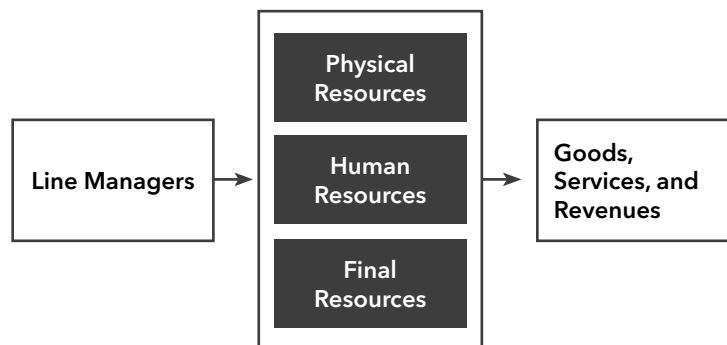 Line Managers
Physical
Resources
Human
Resources
Final
Resources
Goods,
Services, and
Revenues